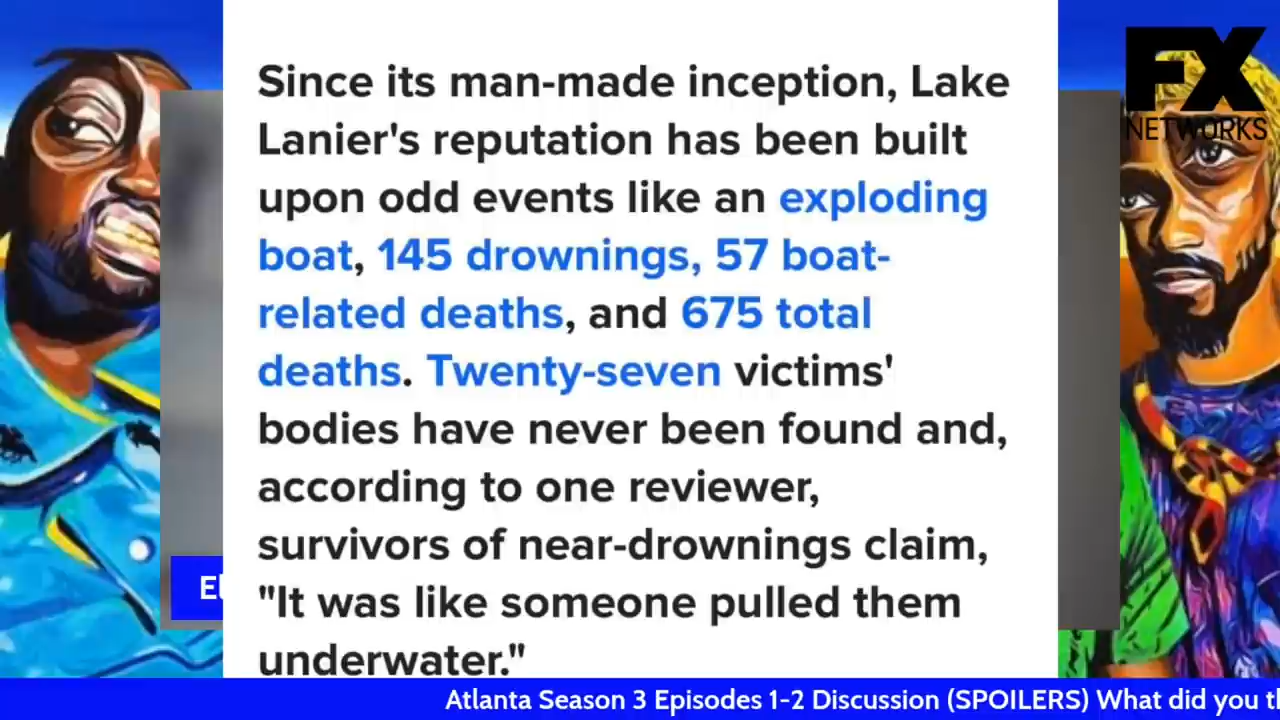 FX
NETWORKS
Since its man-made inception, Lake
Lanier's reputation has been built
upon odd events like an exploding
boat, 145 drownings, 57 boat-
related deaths, and 675 total
deaths. Twenty-seven victims'
bodies have never been found and,
according to one reviewer,
survivors of near-drownings claim,
"It was like someone pulled them
underwater."
Atlanta Season 3 Episodes 1-2 Discussion (SPOILERS) What did you